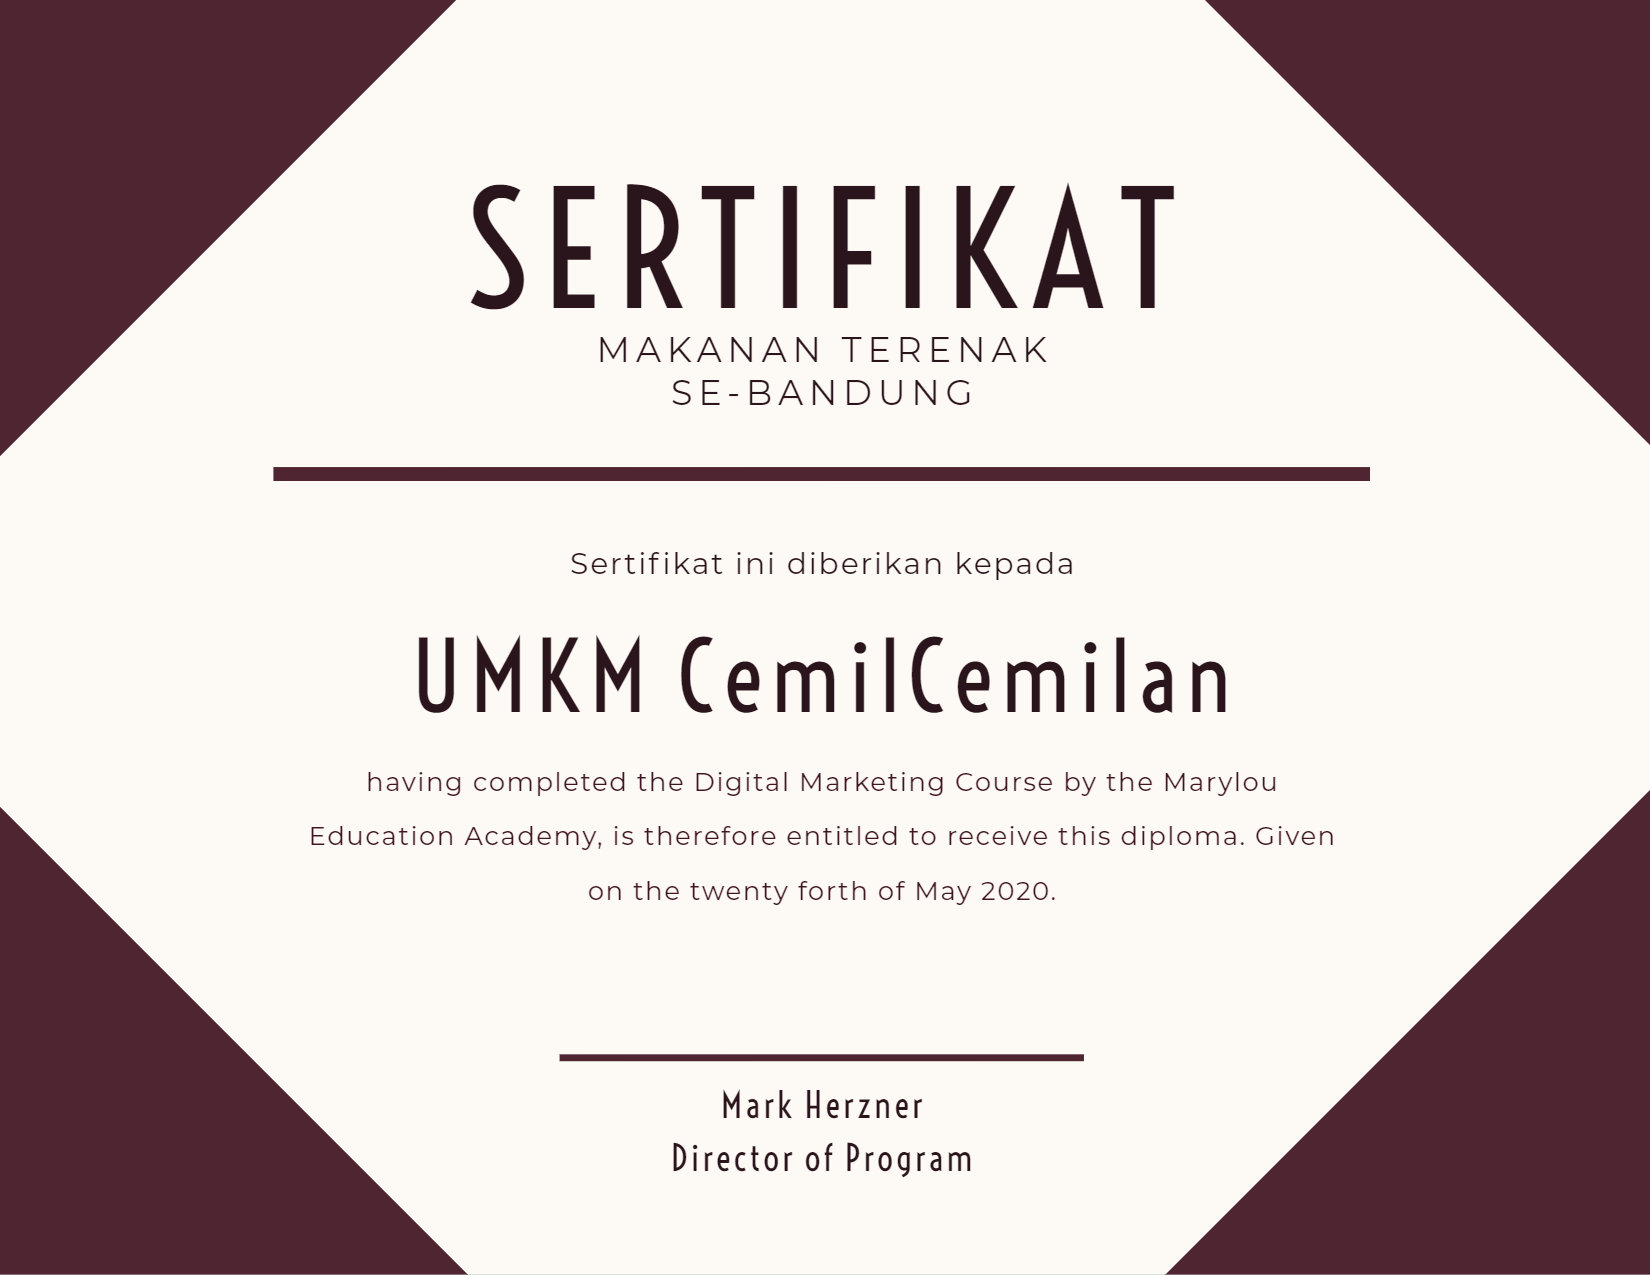 SERTIFIKAT
MAKANAN TERENAK
SE-BANDUNG
Sertifikat ini diberikan kepada
UMKM CemilCemilan
having completed the Digital Marketing Course by the Marylou
Education Academy, is therefore entitled to receive this diploma. Given
on the twenty forth of May 2020.
Mark Herzner
Director of Program